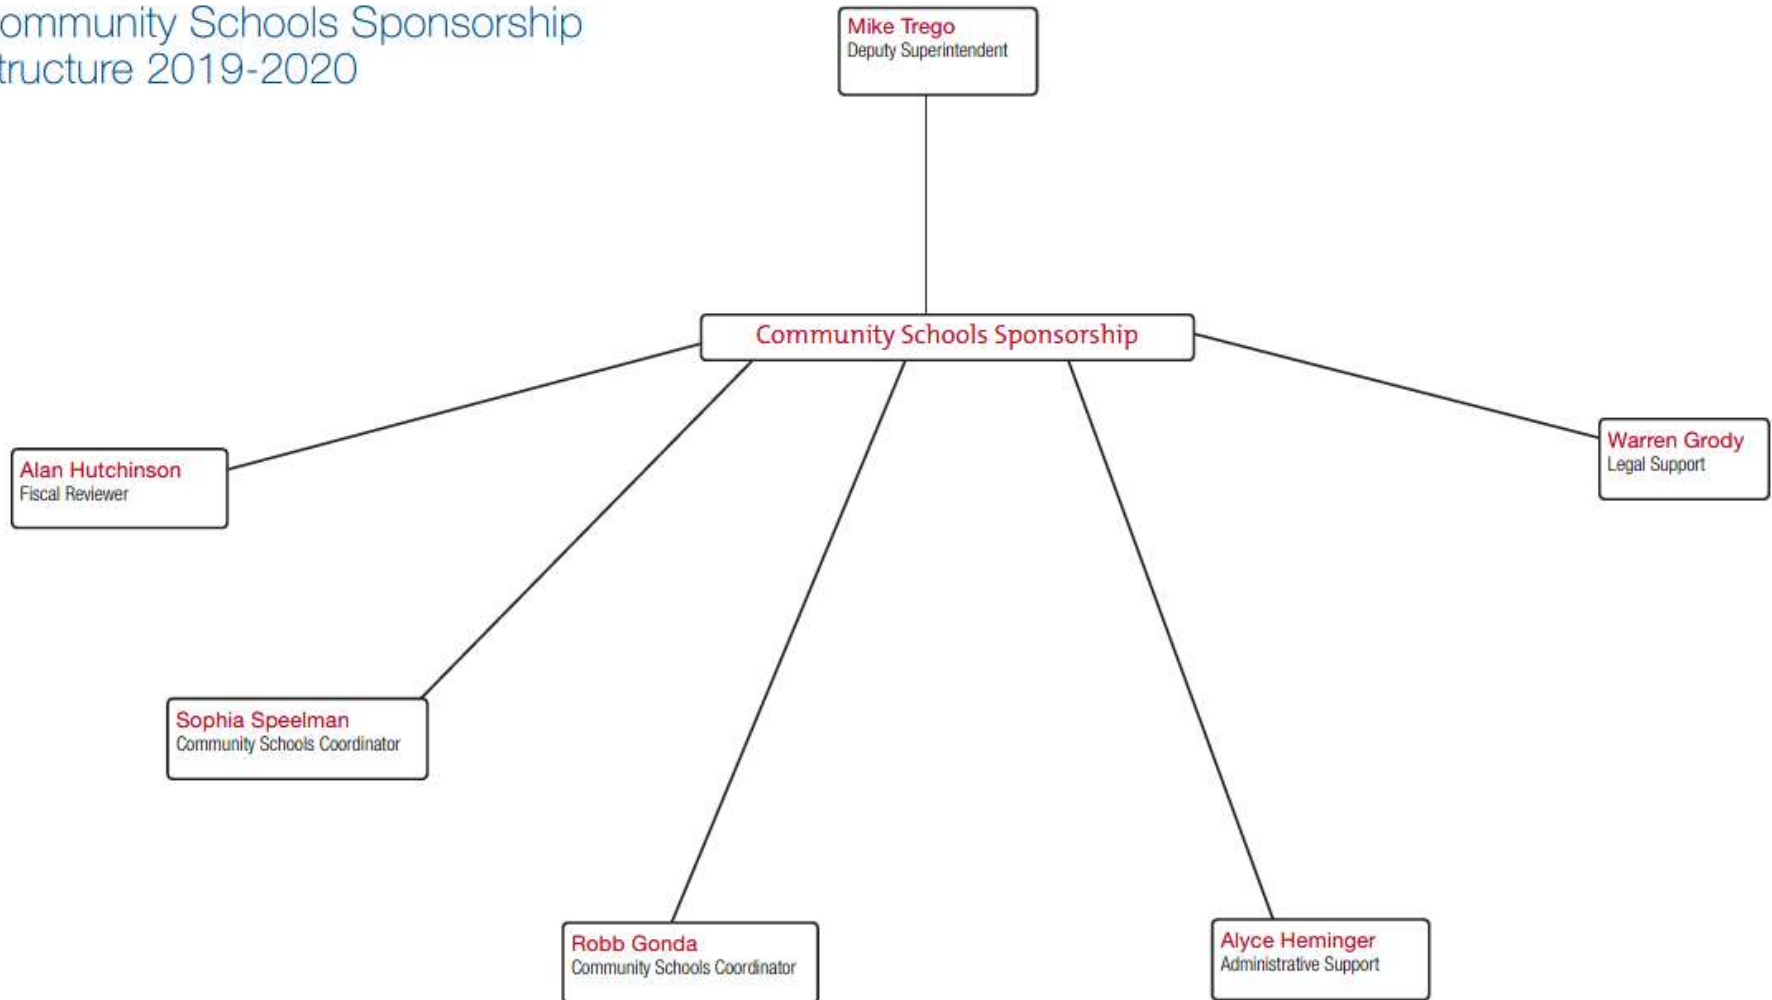 ommunity Schools Sponsorship
tructure 2019-2020
Mike Trego
Deputy Superintendent
Community Schools Sponsorship
Alan Hutchinson
Fiscal Reviewer
Warren Grody
Legal Support
Sophia Speelman
Community Schools Coordinator
Robb Gonda
Community Schools Coordinator
Alyce Heminger
Administrative Support